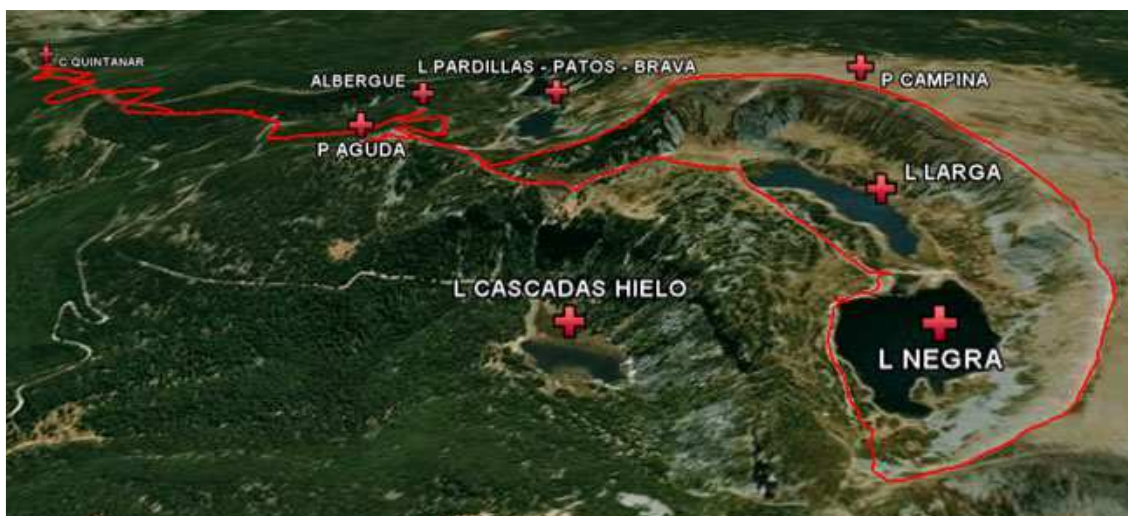 C QUINTANAR
ALBERGUE
L PARDILLAS - PATOS - BRAVA
P CAMPINA
P AGUDA
L LARGA
L CASCADAS HIELO
L NEGRA